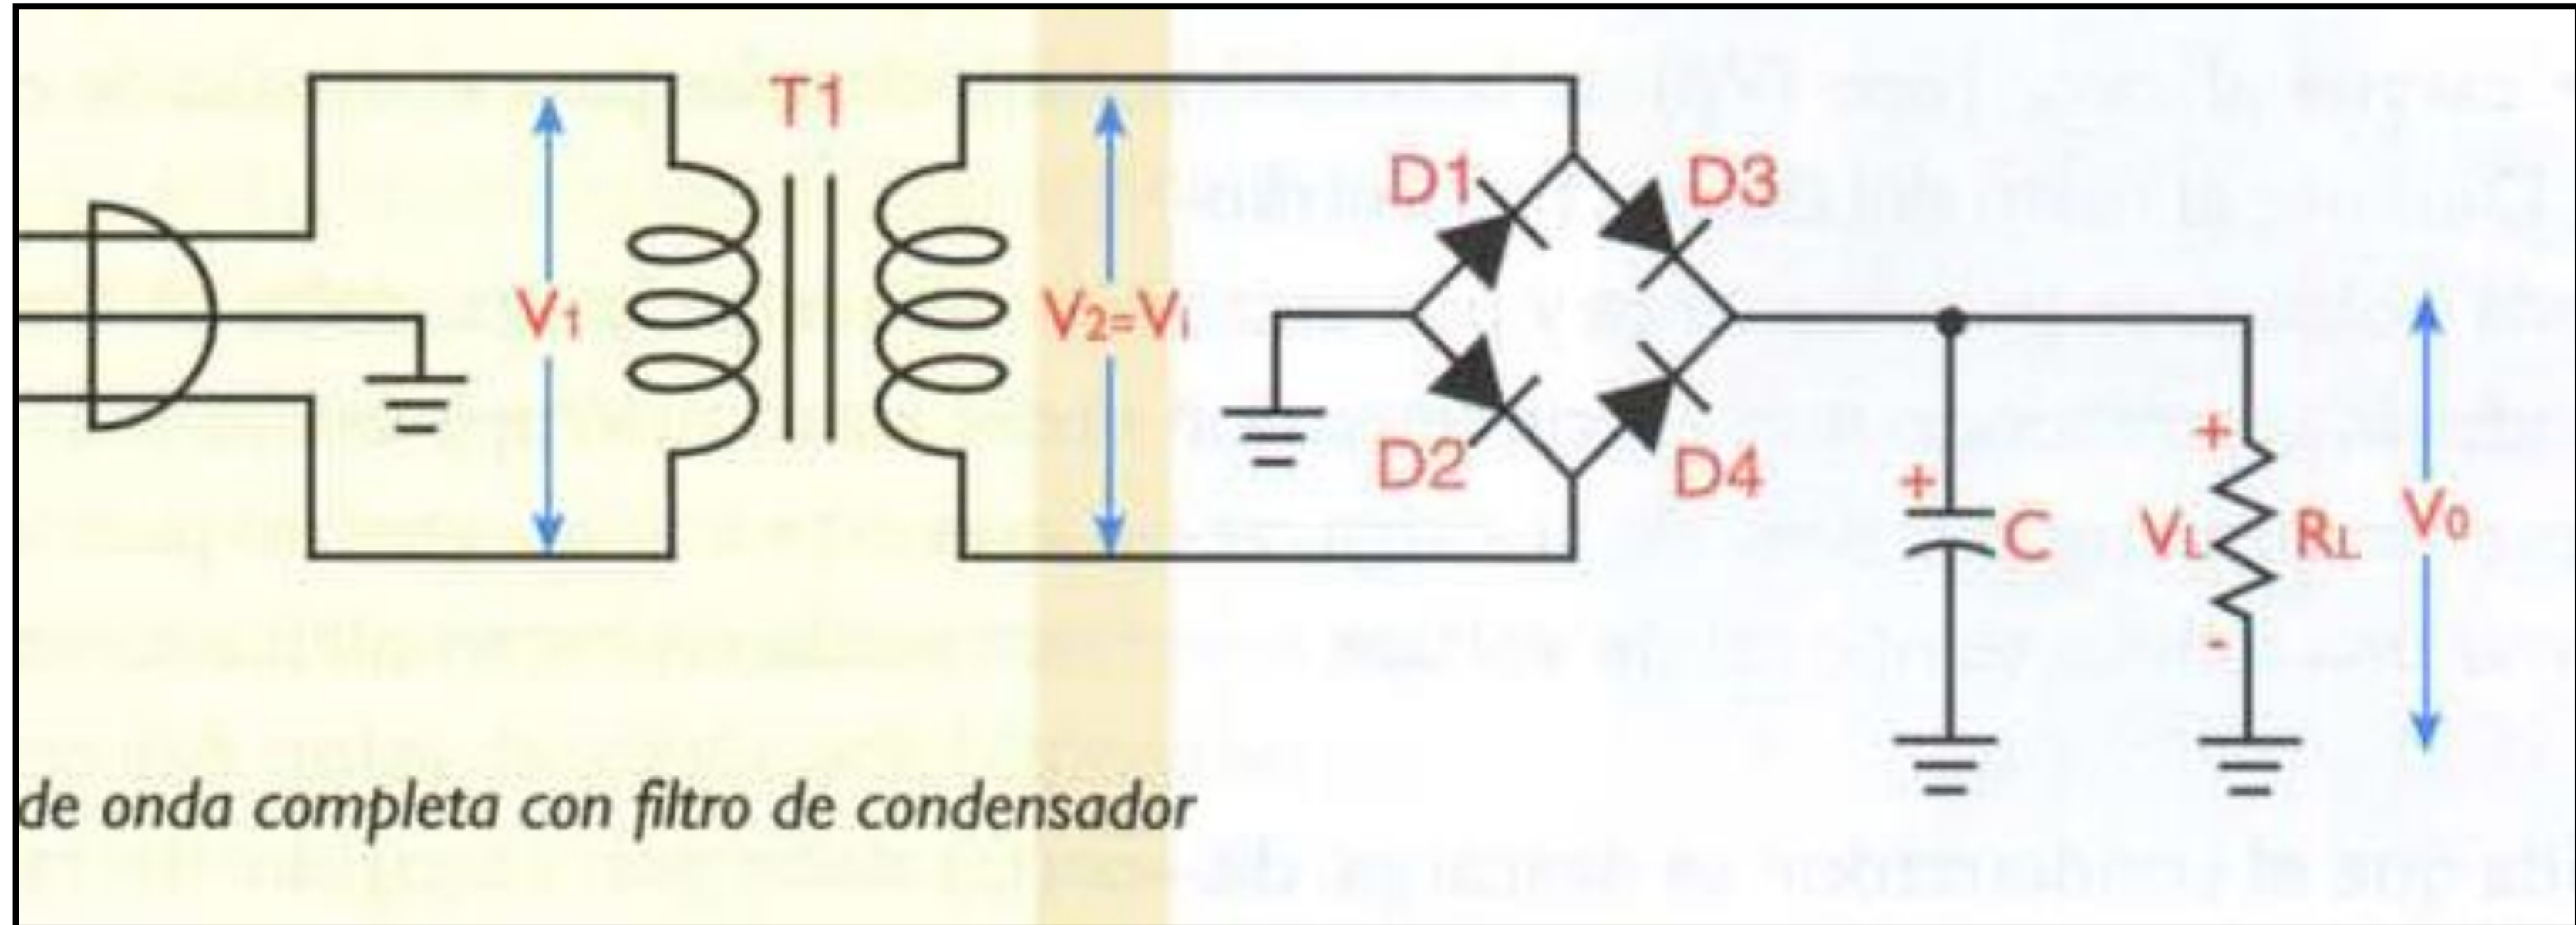 T1
D1
D3
V1
V2=Vi
D2
D4
+
+
C
VL
RL
V0
-
de onda completa con filtro de condensador